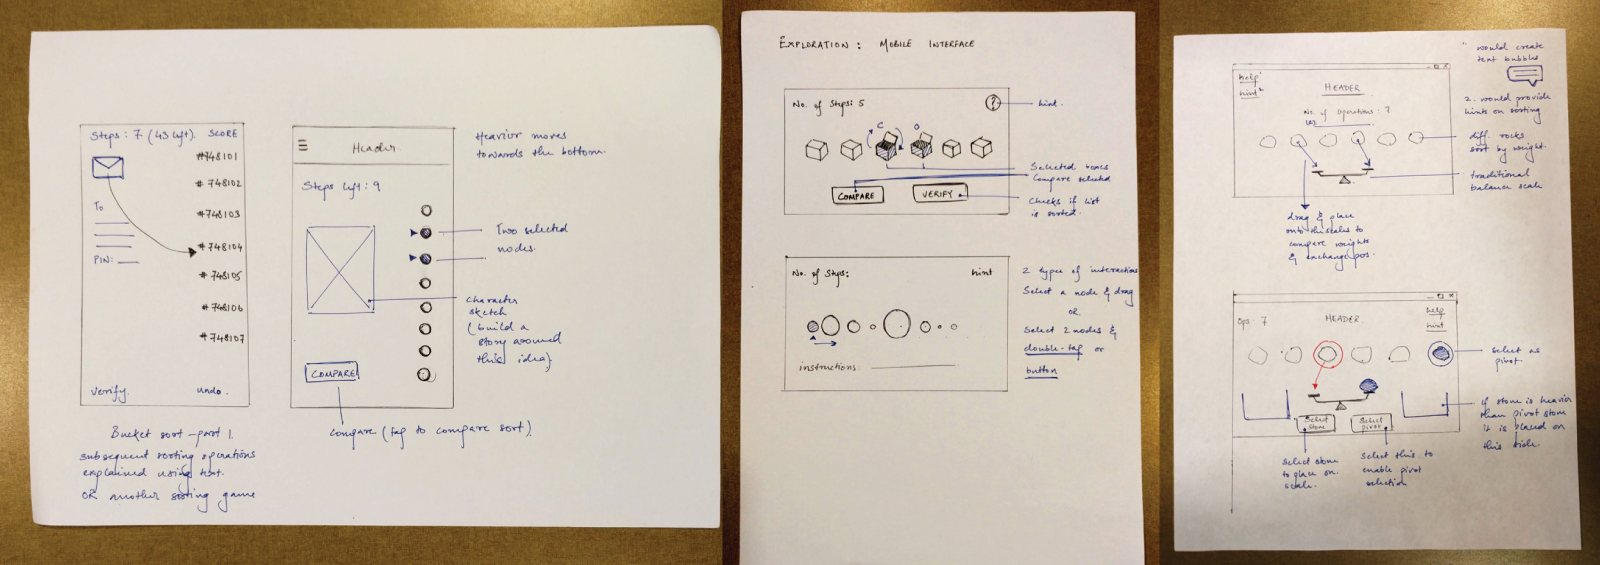 Steps: 7 (43 left). SCORE
#748101
#748102
#748103
#748104
#748105
#748106
#748107
To
PIN:
Verify.
undo.
Bucket sort - part 1.
subsequent sorting operations
explained using text.
OR another sorting game
Header
Steps left: 9
COMPARE
Heavier moves
towards the bottom.
Two selected
nodes.
Character
sketch
(build a
story around
this idea)
Compare (tap to compare sort).
EXPLORATION: MOBILE INTERFACE
No. of Steps: 5
?
hint.
C
O
Selected boxes
Compare selected
COMPARE
VERIFY
Checks if list
is sorted.
No. of Steps:
hint
instructions:
2 types of interactions
Select a node & drag
OR
Select 2 nodes &
double-tap or
button
help1
hint2
HEADER
No. of Operations: 7
1 would create
text bubbles
2. would provide
hints on sorting
diff. rocks
sort by weight.
traditional
balance scale
drag & place
onto the scales to
compare weights
& exchange pos.
Ops: 7
HEADER
help
hint
Select as
pivot.
Select
stone
Select
pivot
if stone is heavier
than pivot stone
it is placed on
this side.
Select stone
to place on
scale.
Select this to
enable pivot
selection